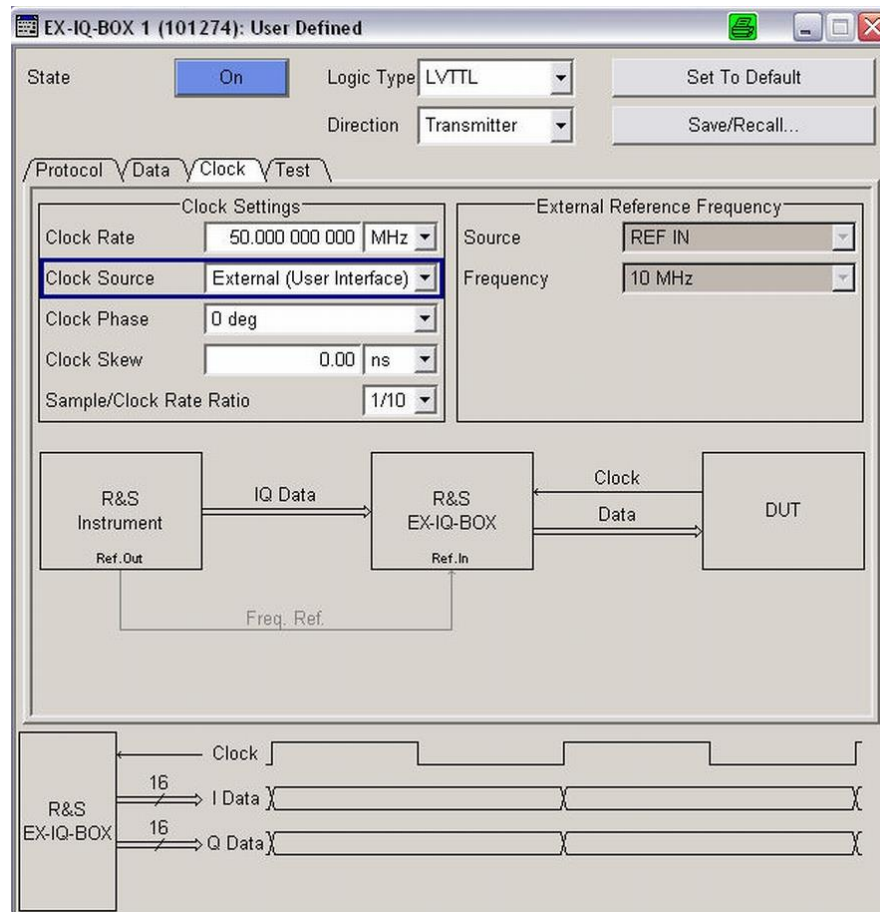 EX-IQ-BOX 1 (101274): User Defined
State On Logic Type LVTTL Set To Default
Direction Transmitter Save/Recall...
Protocol Data Clock Test
Clock Settings
Clock Rate 50.000 000 000 MHz
Clock Source External (User Interface)
Clock Phase 0 deg
Clock Skew 0.00 ns
Sample/Clock Rate Ratio 1/10
External Reference Frequency
Source REF IN
Frequency 10 MHz
R&S
Instrument
Ref.Out
IQ Data
R&S
EX-IQ-BOX
Ref.In
Clock
Data
DUT
Freq. Ref.
R&S
EX-IQ-BOX
Clock
16 I Data
16 Q Data